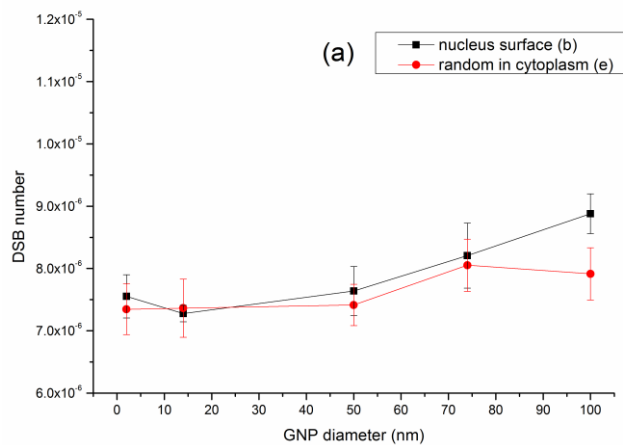 1.2x10⁻⁵
(a)
nucleus surface (b)
random in cytoplasm (e)
1.1x10⁻⁵
1.0x10⁻⁵
DSB number
9.0x10⁻⁶
8.0x10⁻⁶
7.0x10⁻⁶
6.0x10⁻⁶
0 10 20 30 40 50 60 70 80 90 100
GNP diameter (nm)